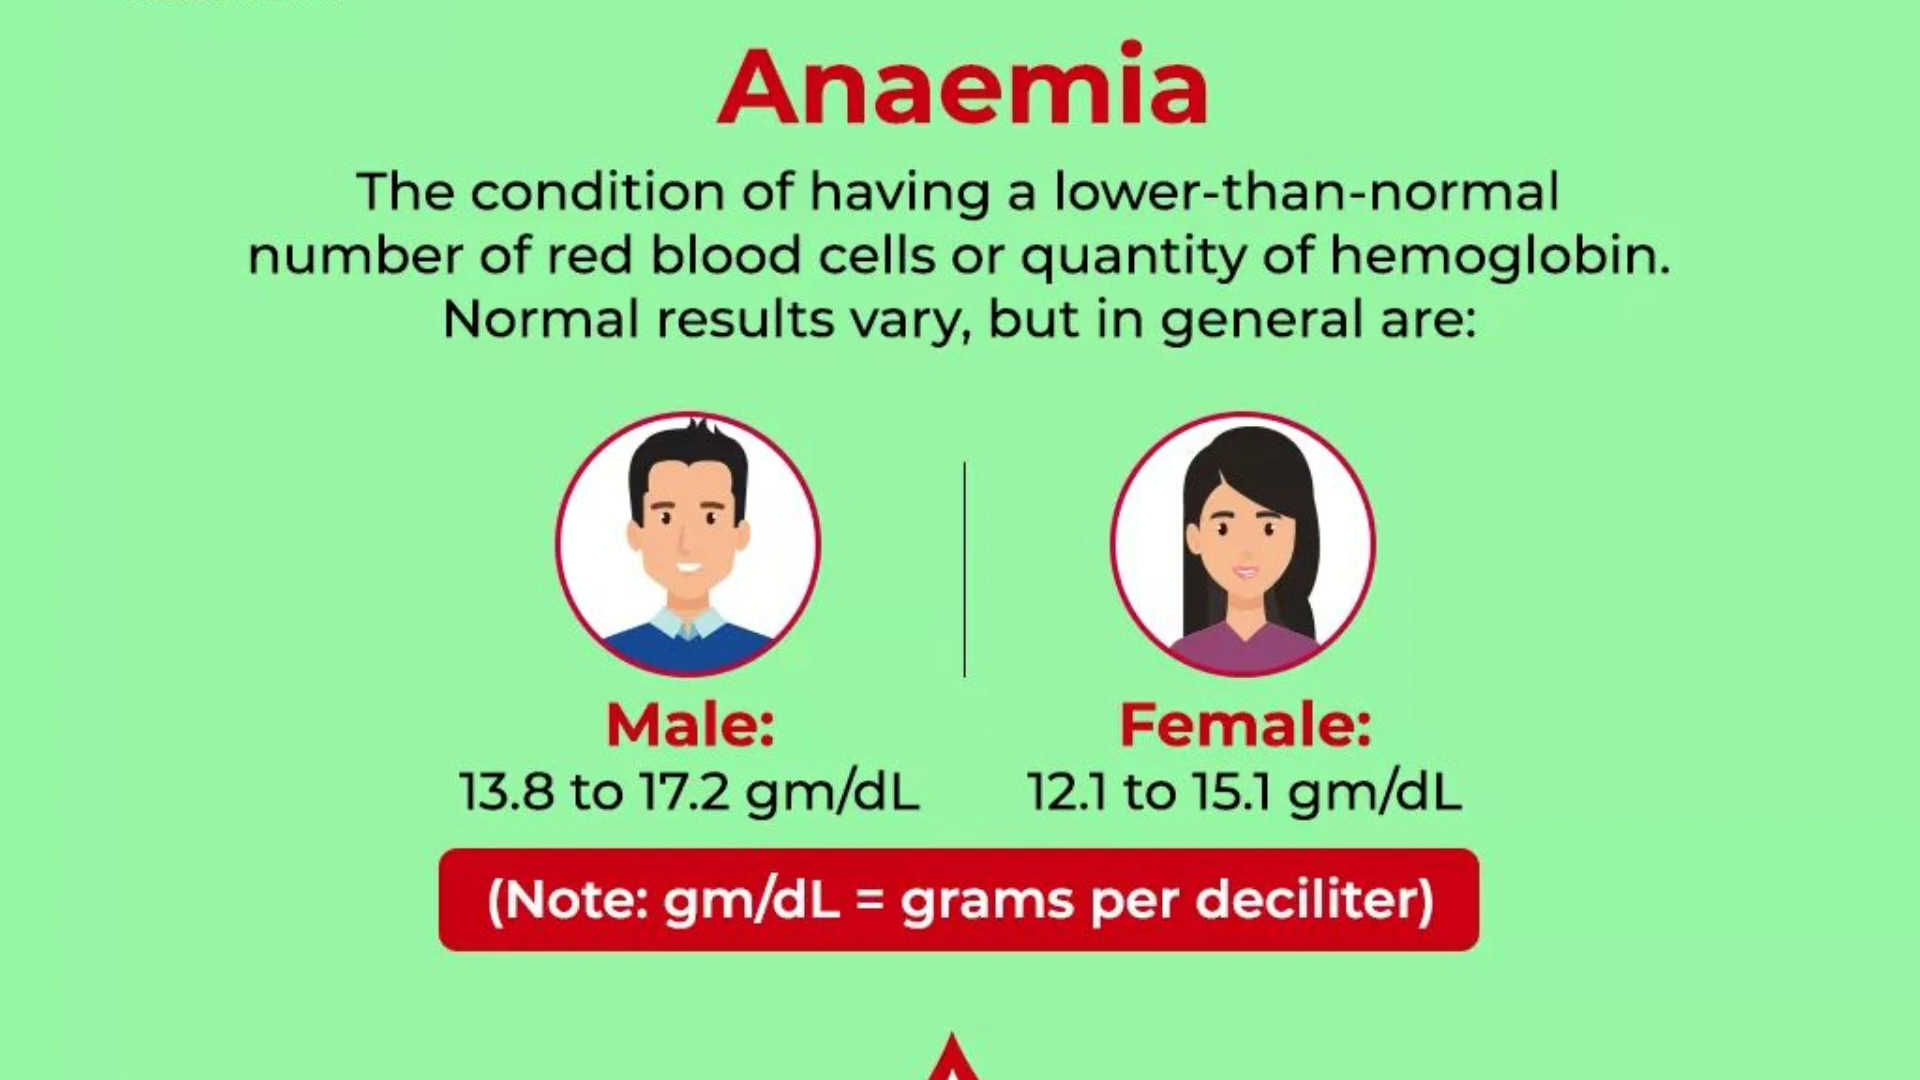 Anaemia
The condition of having a lower-than-normal
number of red blood cells or quantity of hemoglobin.
Normal results vary, but in general are:
Male:
13.8 to 17.2 gm/dL
Female:
12.1 to 15.1 gm/dL
(Note: gm/dL = grams per deciliter)